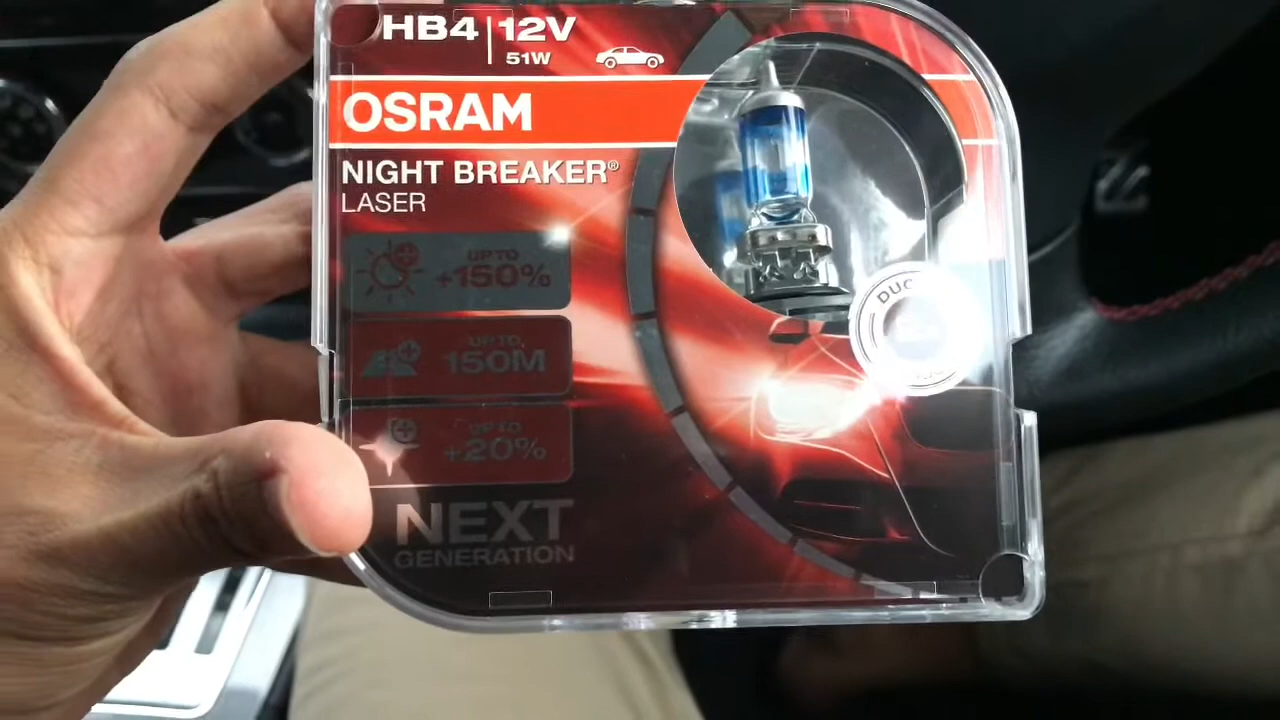 HB4 | 12V
51W
OSRAM
NIGHT BREAKER®
LASER
UP TO
+150%
UP TO
150M
UP TO
+20%
NEXT
GENERATION